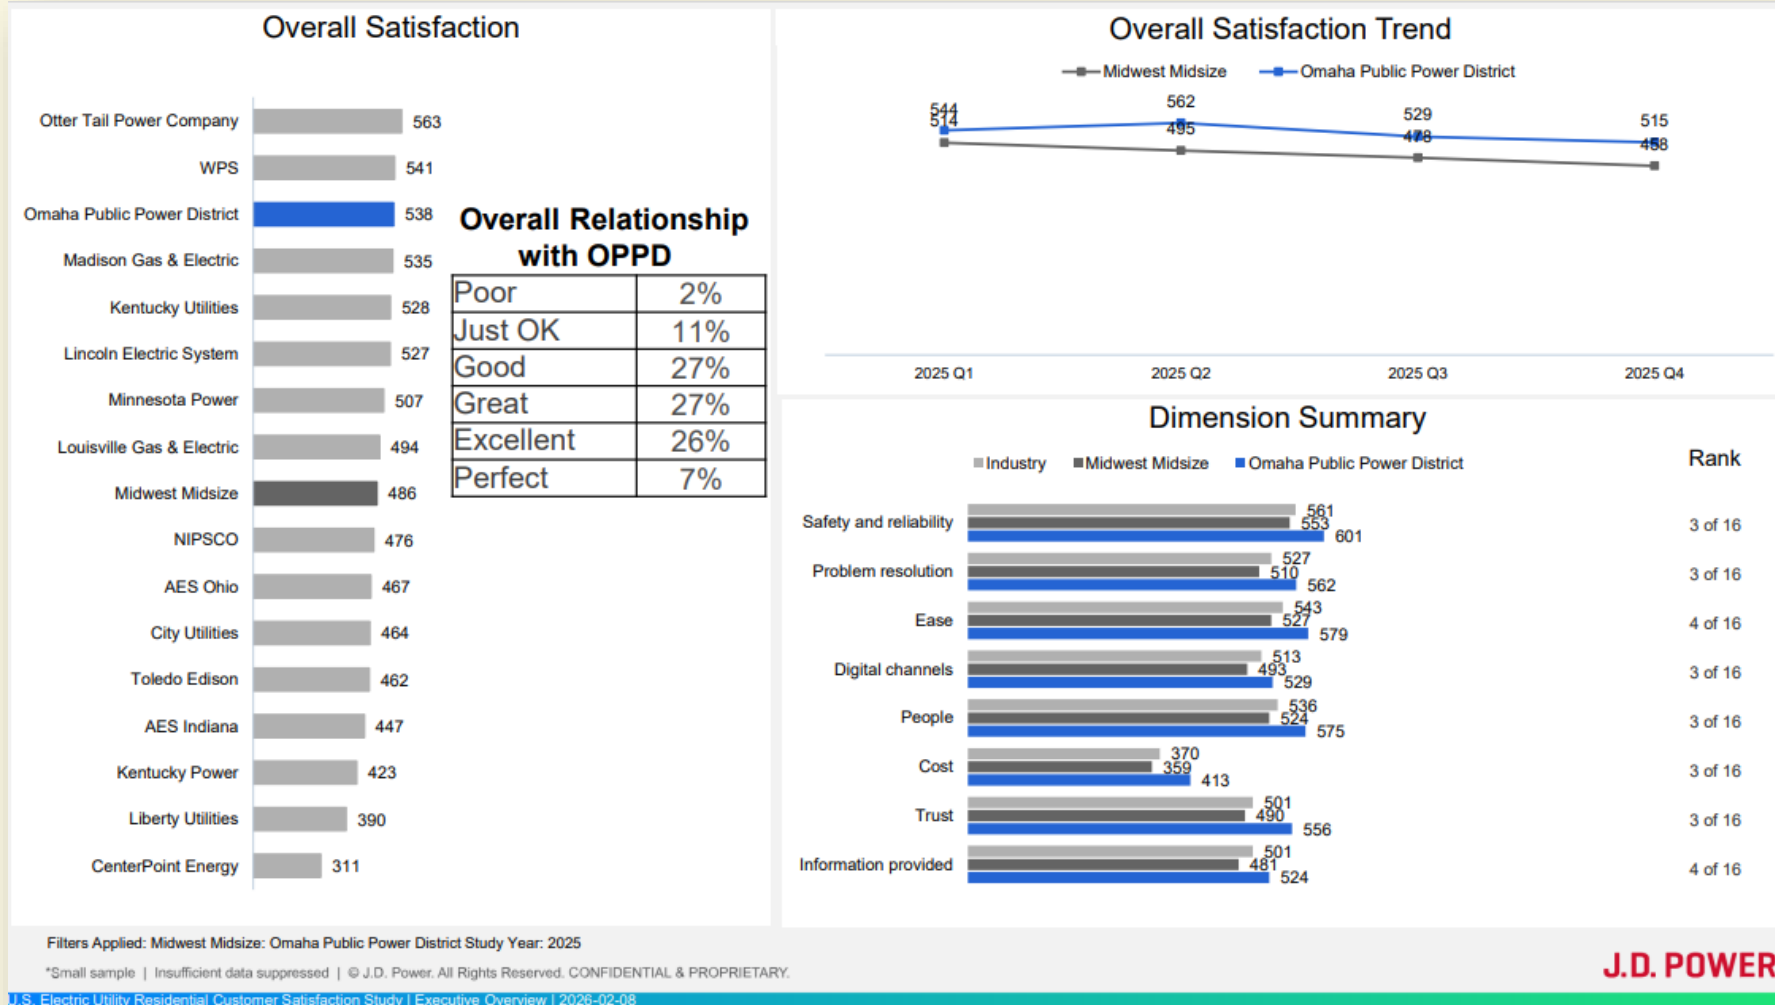 Overall Satisfaction
Otter Tail Power Company 563
WPS 541
Omaha Public Power District 538
Madison Gas & Electric 535
Kentucky Utilities 528
Lincoln Electric System 527
Minnesota Power 507
Louisville Gas & Electric 494
Midwest Midsize 486
NIPSCO 476
AES Ohio 467
City Utilities 464
Toledo Edison 462
AES Indiana 447
Kentucky Power 423
Liberty Utilities 390
CenterPoint Energy 311
Overall Relationship
with OPPD
Poor 2%
Just OK 11%
Good 27%
Great 27%
Excellent 26%
Perfect 7%
Overall Satisfaction Trend
Midwest Midsize Omaha Public Power District
544 562 529 515
514 495 478 458
2025 Q1 2025 Q2 2025 Q3 2025 Q4
Dimension Summary
Industry Midwest Midsize Omaha Public Power District Rank
Safety and reliability 561 553 601 3 of 16
Problem resolution 527 510 562 3 of 16
Ease 543 527 579 4 of 16
Digital channels 513 493 529 3 of 16
People 536 524 575 3 of 16
Cost 370 359 413 3 of 16
Trust 501 490 556 3 of 16
Information provided 501 481 524 4 of 16
Filters Applied: Midwest Midsize: Omaha Public Power District Study Year: 2025
*Small sample | Insufficient data suppressed | © J.D. Power. All Rights Reserved. CONFIDENTIAL & PROPRIETARY.
J.D. POWER
U.S. Electric Utility Residential Customer Satisfaction Study | Executive Overview | 2026-02-08